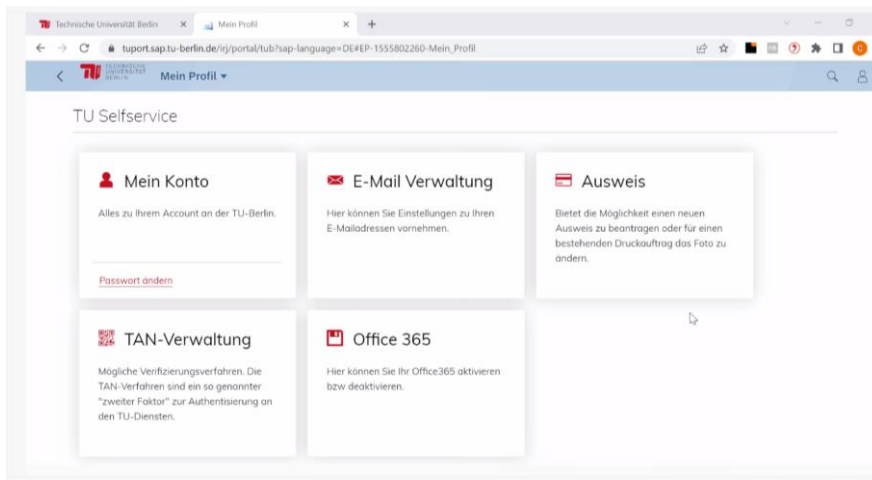 Technische Universität Berlin
Mein Profil
tuport.sap.tu-berlin.de/irj/portal/tub?sap-language=DE#EP-1555802260-Mein_Profil
TECHNISCHE
UNIVERSITÄT
BERLIN
Mein Profil
TU Selfservice
Mein Konto
Alles zu Ihrem Account an der TU-Berlin.
Passwort ändern
E-Mail Verwaltung
Hier können Sie Einstellungen zu Ihren
E-Mailadressen vornehmen.
Ausweis
Bietet die Möglichkeit einen neuen
Ausweis zu beantragen oder für einen
bestehenden Druckauftrag das Foto zu
ändern.
TAN-Verwaltung
Mögliche Verifizierungsverfahren. Die
TAN-Verfahren sind ein so genannter
"zweiter Faktor" zur Authentisierung an
den TU-Diensten.
Office 365
Hier können Sie Ihr Office365 aktivieren
bzw deaktivieren.